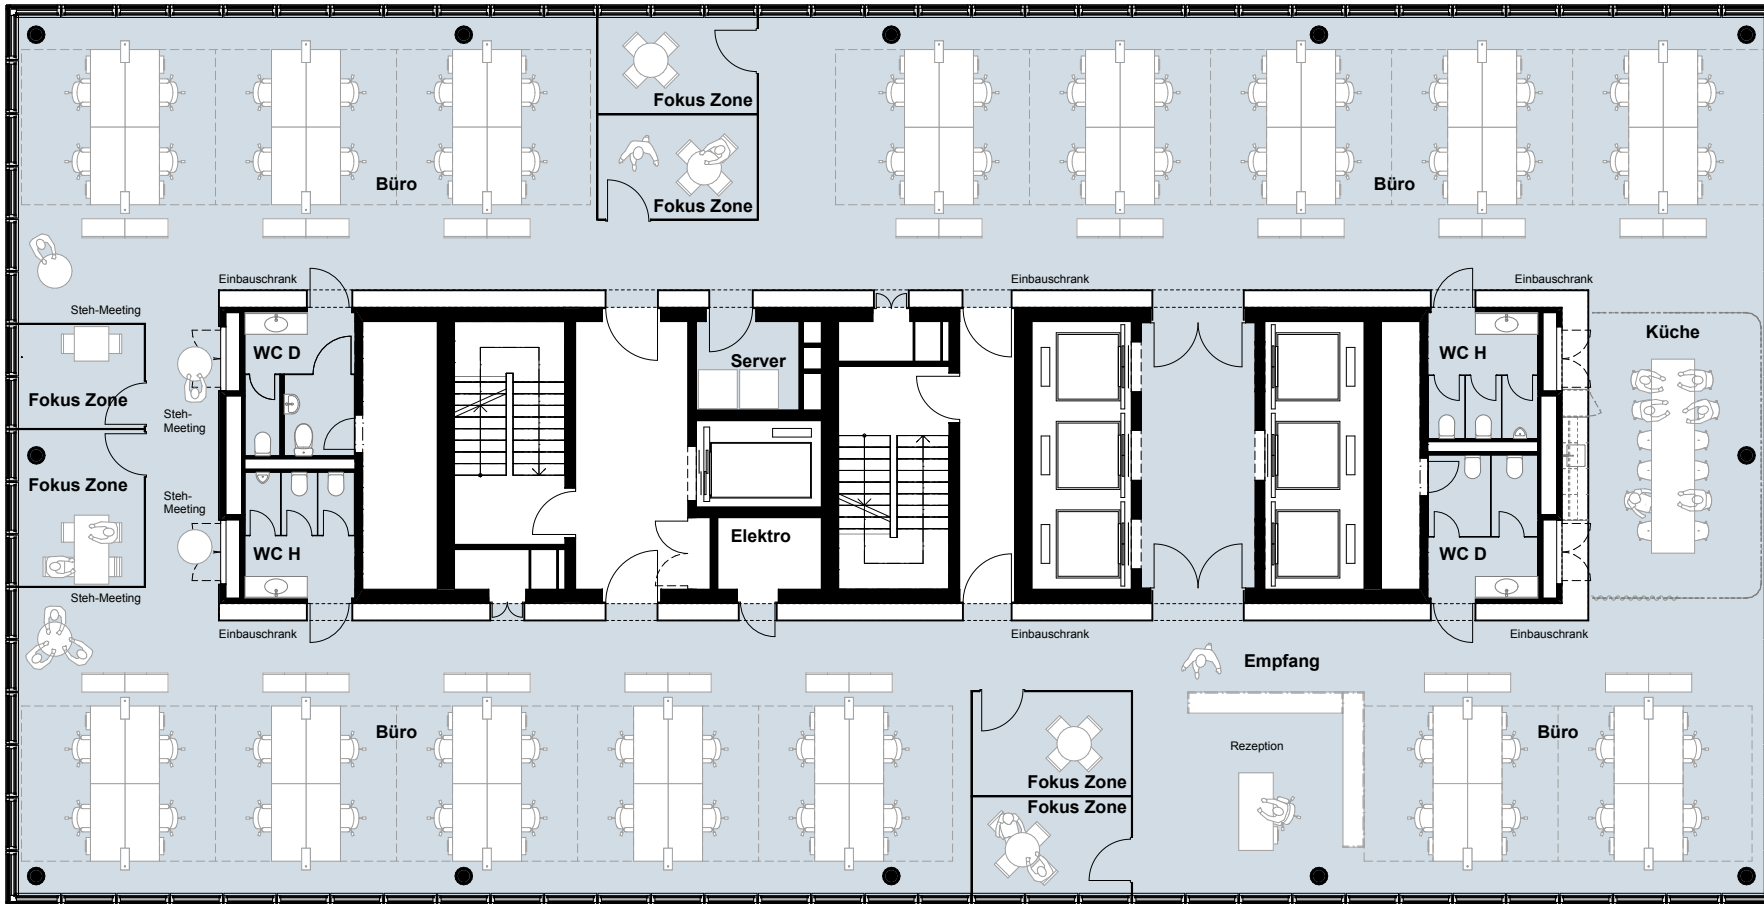 Fokus Zone
Fokus Zone
Büro
Büro
Einbauschrank
Einbauschrank
Einbauschrank
Steh-Meeting
WC D
Server
WC H
Küche
Fokus Zone
Steh-
Meeting
Fokus Zone
Steh-
Meeting
WC H
Elektro
WC D
Steh-Meeting
Einbauschrank
Einbauschrank
Einbauschrank
Empfang
Büro
Büro
Rezeption
Fokus Zone
Fokus Zone